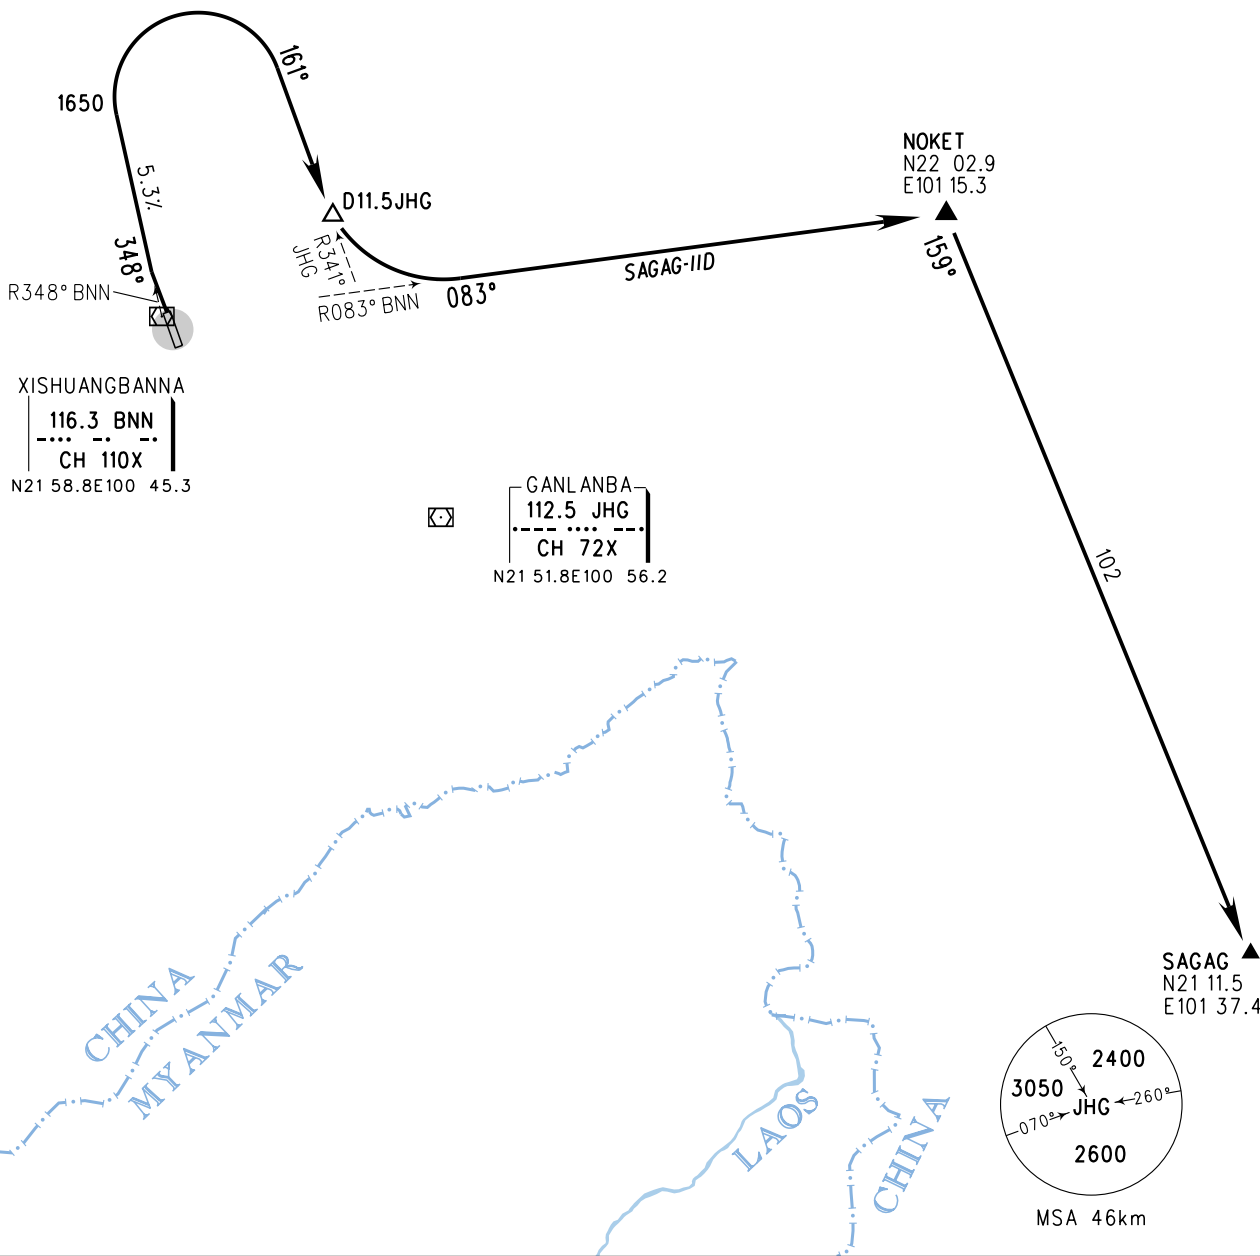 161°
1650
5.3%
348°
R348° BNN
D11.5JHG
R341°
JHG
R083° BNN
083°
SAGAG-11D
NOKET
N22 02.9
E101 15.3
159°
XISHUANGBANNA
116.3 BNN
CH 110X
N21 58.8E100 45.3
GANLANBA
112.5 JHG
CH 72X
N21 51.8E100 56.2
102
SAGAG
N21 11.5
E101 37.4
CHINA
MYANMAR
LAOS
CHINA
150°
2400
3050
JHG
260°
070°
2600
MSA 46km